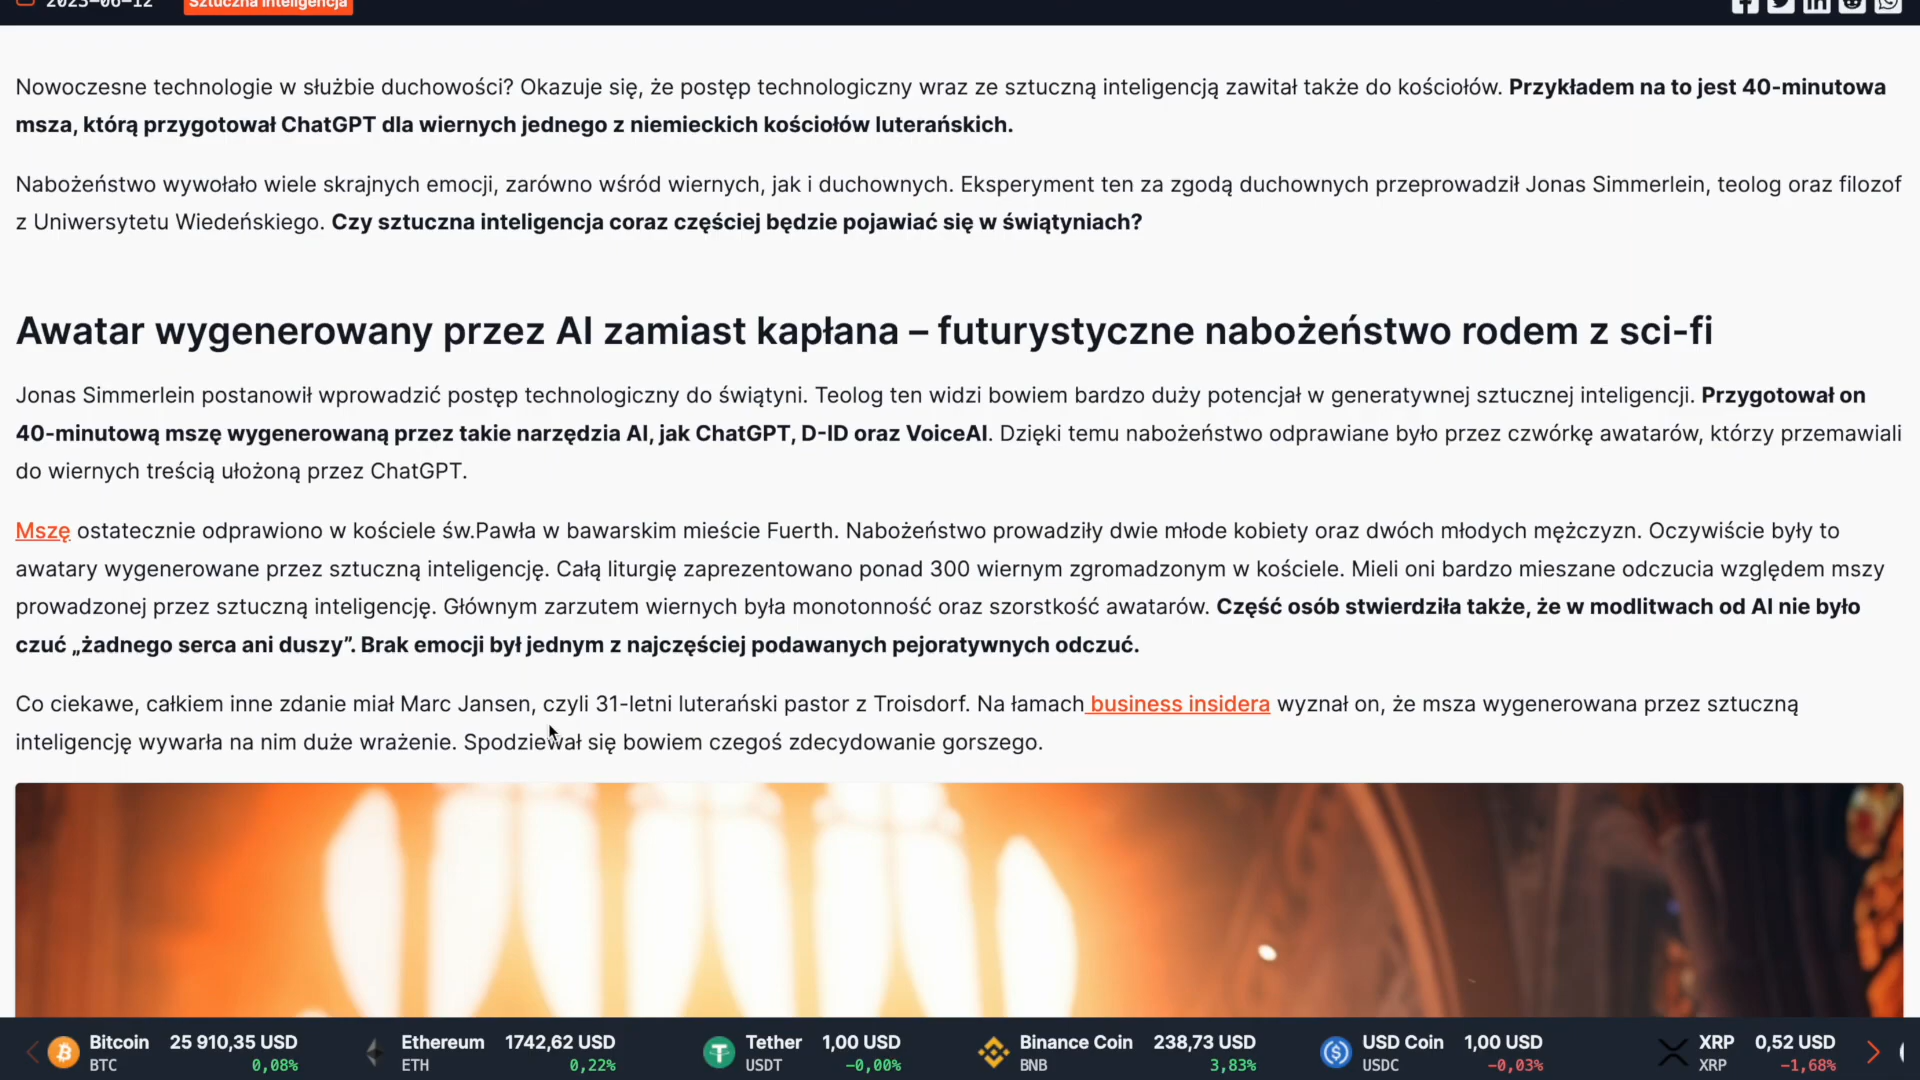 2023-06-12 Sztuczna inteligencja
Nowoczesne technologie w służbie duchowości? Okazuje się, że postęp technologiczny wraz ze sztuczną inteligencją zawitał także do kościołów. Przykładem na to jest 40-minutowa
msza, którą przygotował ChatGPT dla wiernych jednego z niemieckich kościołów luterańskich.
Nabożeństwo wywołało wiele skrajnych emocji, zarówno wśród wiernych, jak i duchownych. Eksperyment ten za zgodą duchownych przeprowadził Jonas Simmerlein, teolog oraz filozof
z Uniwersytetu Wiedeńskiego. Czy sztuczna inteligencja coraz częściej będzie pojawiać się w świątyniach?
Awatar wygenerowany przez AI zamiast kapłana – futurystyczne nabożeństwo rodem z sci-fi
Jonas Simmerlein postanowił wprowadzić postęp technologiczny do świątyni. Teolog ten widzi bowiem bardzo duży potencjał w generatywnej sztucznej inteligencji. Przygotował on
40-minutową mszę wygenerowaną przez takie narzędzia AI, jak ChatGPT, D-ID oraz VoiceAI. Dzięki temu nabożeństwo odprawiane było przez czwórkę awatarów, którzy przemawiali
do wiernych treścią ułożoną przez ChatGPT.
Mszę ostatecznie odprawiono w kościele św.Pawła w bawarskim mieście Fuerth. Nabożeństwo prowadziły dwie młode kobiety oraz dwóch młodych mężczyzn. Oczywiście były to
awatary wygenerowane przez sztuczną inteligencję. Całą liturgię zaprezentowano ponad 300 wiernym zgromadzonym w kościele. Mieli oni bardzo mieszane odczucia względem mszy
prowadzonej przez sztuczną inteligencję. Głównym zarzutem wiernych była monotonność oraz szorstkość awatarów. Część osób stwierdziła także, że w modlitwach od AI nie było
czuć „żadnego serca ani duszy”. Brak emocji był jednym z najczęściej podawanych pejoratywnych odczuć.
Co ciekawe, całkiem inne zdanie miał Marc Jansen, czyli 31-letni luterański pastor z Troisdorf. Na łamach business insidera wyznał on, że msza wygenerowana przez sztuczną
inteligencję wywarła na nim duże wrażenie. Spodziewał się bowiem czegoś zdecydowanie gorszego.
Bitcoin 25 910,35 USD Ethereum 1742,62 USD Tether 1,00 USD Binance Coin 238,73 USD USD Coin 1,00 USD XRP 0,52 USD
BTC 0,08% ETH 0,22% USDT -0,00% BNB 3,83% USDC -0,03% XRP -1,68%